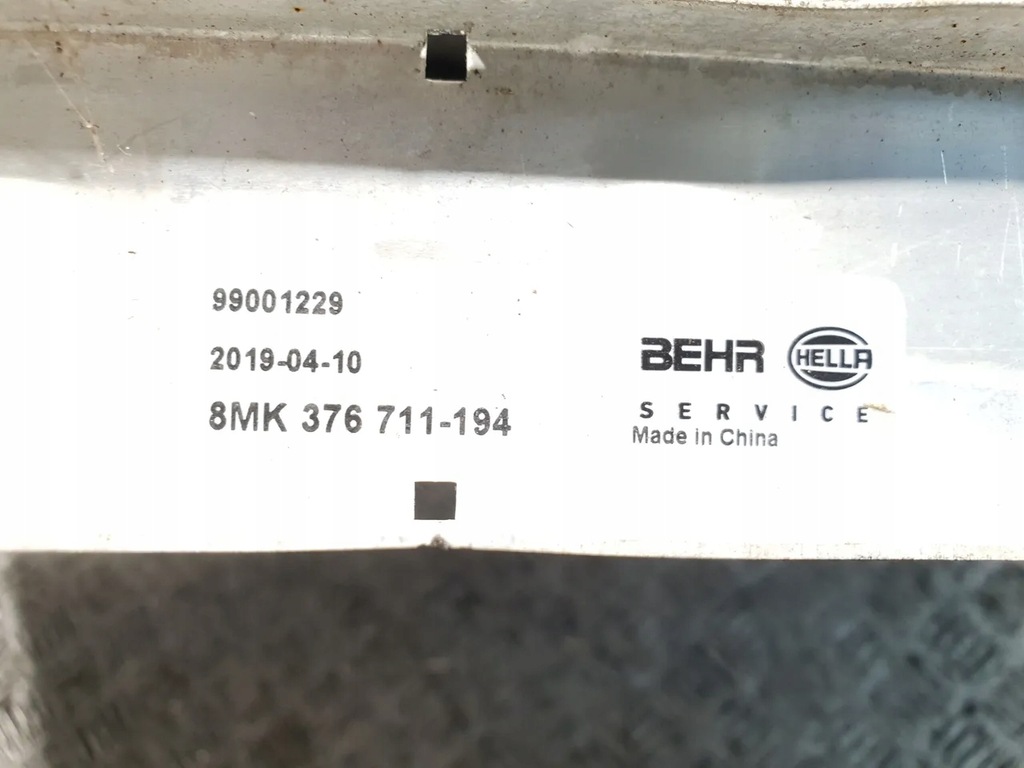 99001229
2019-04-10
8MK 376 711-194
BEHR HELLA
SERVICE
Made in China